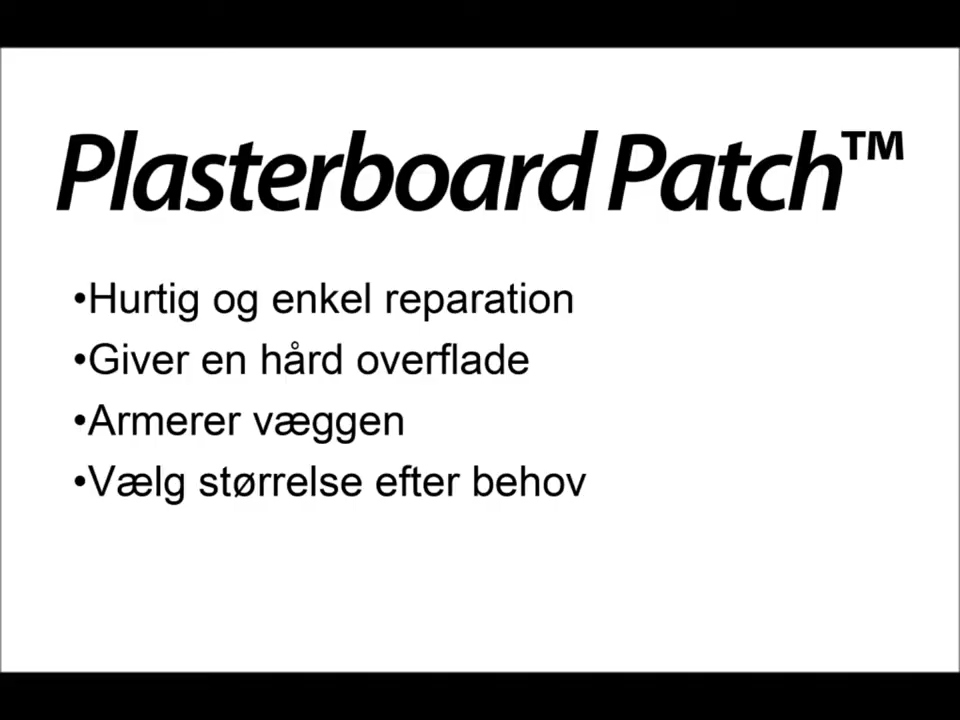 Plasterboard Patch™
•Hurtig og enkel reparation
•Giver en hård overflade
•Armerer væggen
•Vælg størrelse efter behov